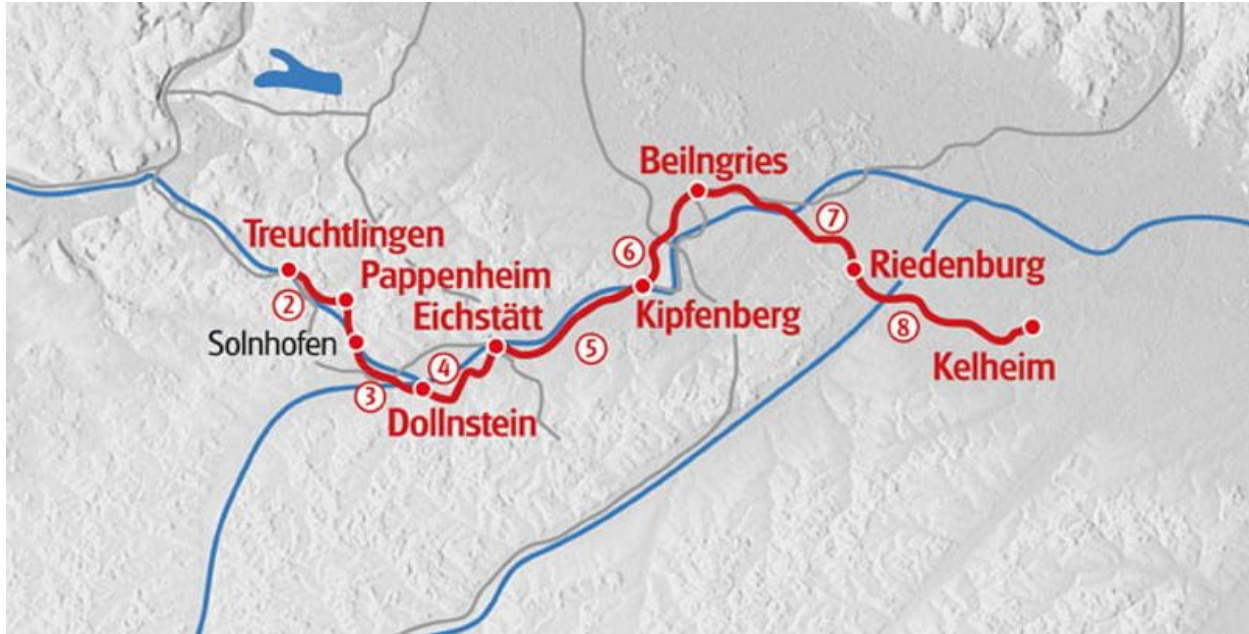 Beilngries
Treuchtlingen
7
Pappenheim
6
Riedenburg
2
Eichstätt
Kipfenberg
Solnhofen
5
8
4
Kelheim
3
Dollnstein